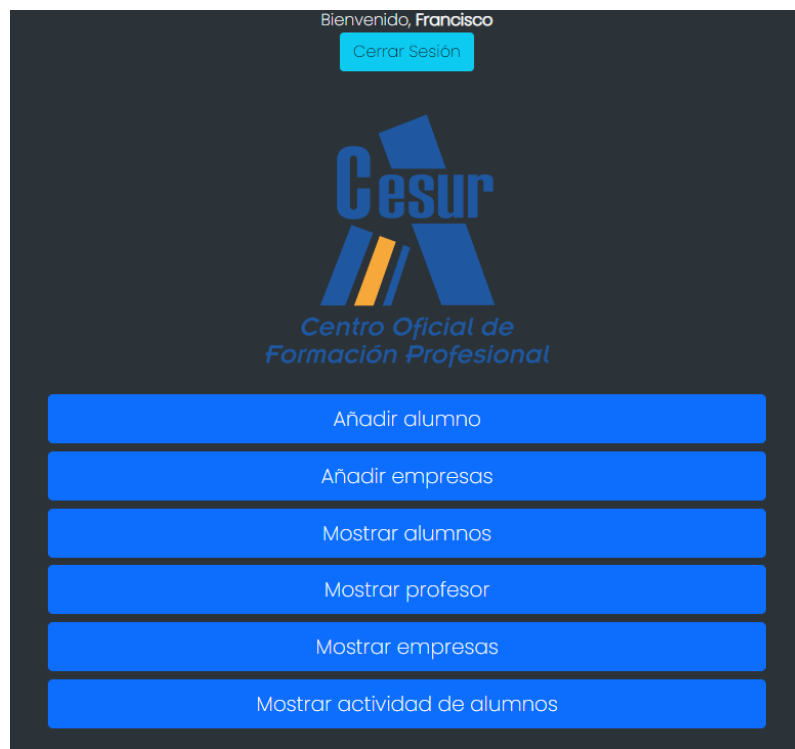 Bienvenido, Francisco
Cerrar Sesión
Cesur
Centro Oficial de
Formación Profesional
Añadir alumno
Añadir empresas
Mostrar alumnos
Mostrar profesor
Mostrar empresas
Mostrar actividad de alumnos